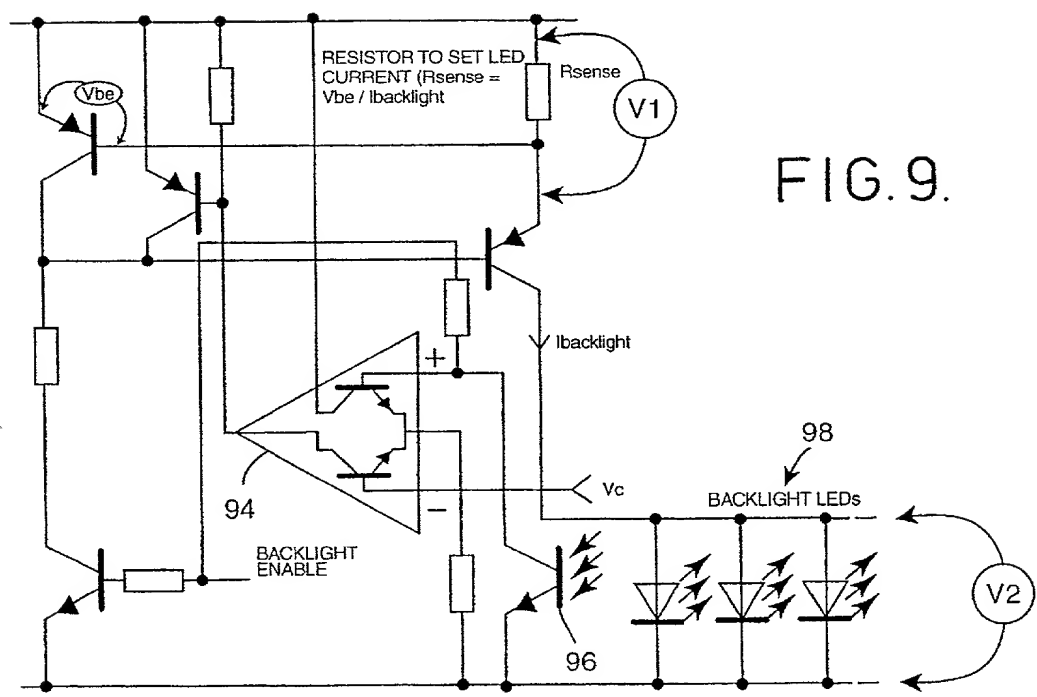 RESISTOR TO SET LED
CURRENT (Rsense =
Vbe / Ibacklight
Rsense
Vbe
V1
FIG. 9.
+
Ibacklight
98
94
−
Vc
BACKLIGHT LEDs
BACKLIGHT
ENABLE
96
V2